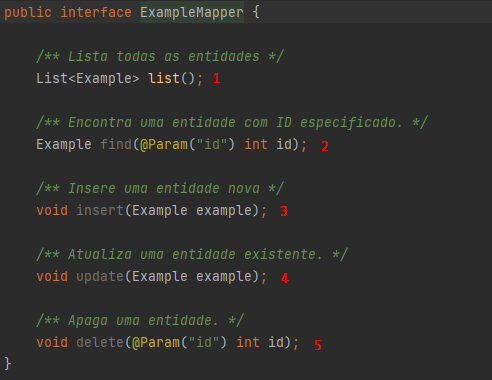 public interface ExampleMapper {
/** Lista todas as entidades */
List<Example> list(); 1
/** Encontra uma entidade com ID especificado. */
Example find(@Param("id") int id); 2
/** Insere uma entidade nova */
void insert(Example example); 3
/** Atualiza uma entidade existente. */
void update(Example example); 4
/** Apaga uma entidade. */
void delete(@Param("id") int id); 5
}